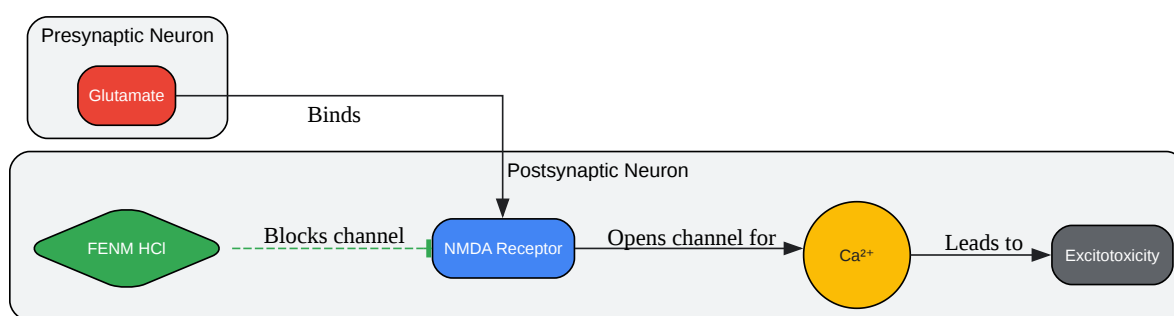 Presynaptic Neuron
Glutamate
Binds
Postsynaptic Neuron
FENM HCl
Blocks channel
NMDA Receptor
Opens channel for
Ca²⁺
Leads to
Excitotoxicity